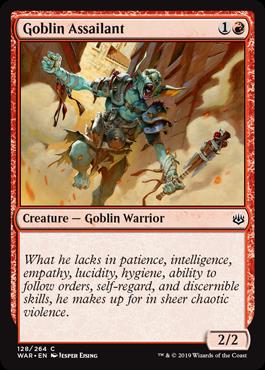 Goblin Assailant 1
Creature — Goblin Warrior
What he lacks in patience, intelligence,
empathy, lucidity, hygiene, ability to
follow orders, self-regard, and discernible
skills, he makes up for in sheer chaotic
violence.
2/2
128/264 C
WAR • EN Jesper Ejsing
™ & © 2019 Wizards of the Coast